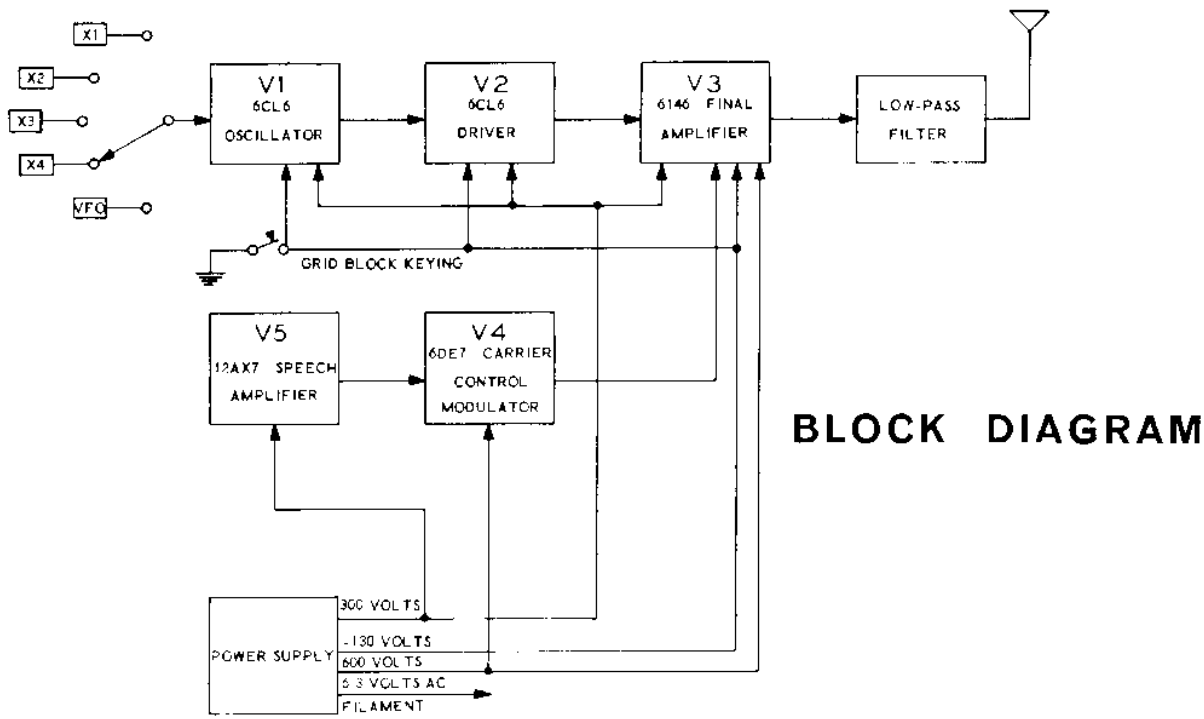 X1
X2
X3
X4
VFO
V1
6CL6
OSCILLATOR
V2
6CL6
DRIVER
V3
6146 FINAL
AMPLIFIER
LOW-PASS
FILTER
GRID BLOCK KEYING
V5
12AX7 SPEECH
AMPLIFIER
V4
6DE7 CARRIER
CONTROL
MODULATOR
BLOCK DIAGRAM
POWER SUPPLY
300 VOLTS
-130 VOLTS
600 VOLTS
6.3 VOLTS AC
FILAMENT